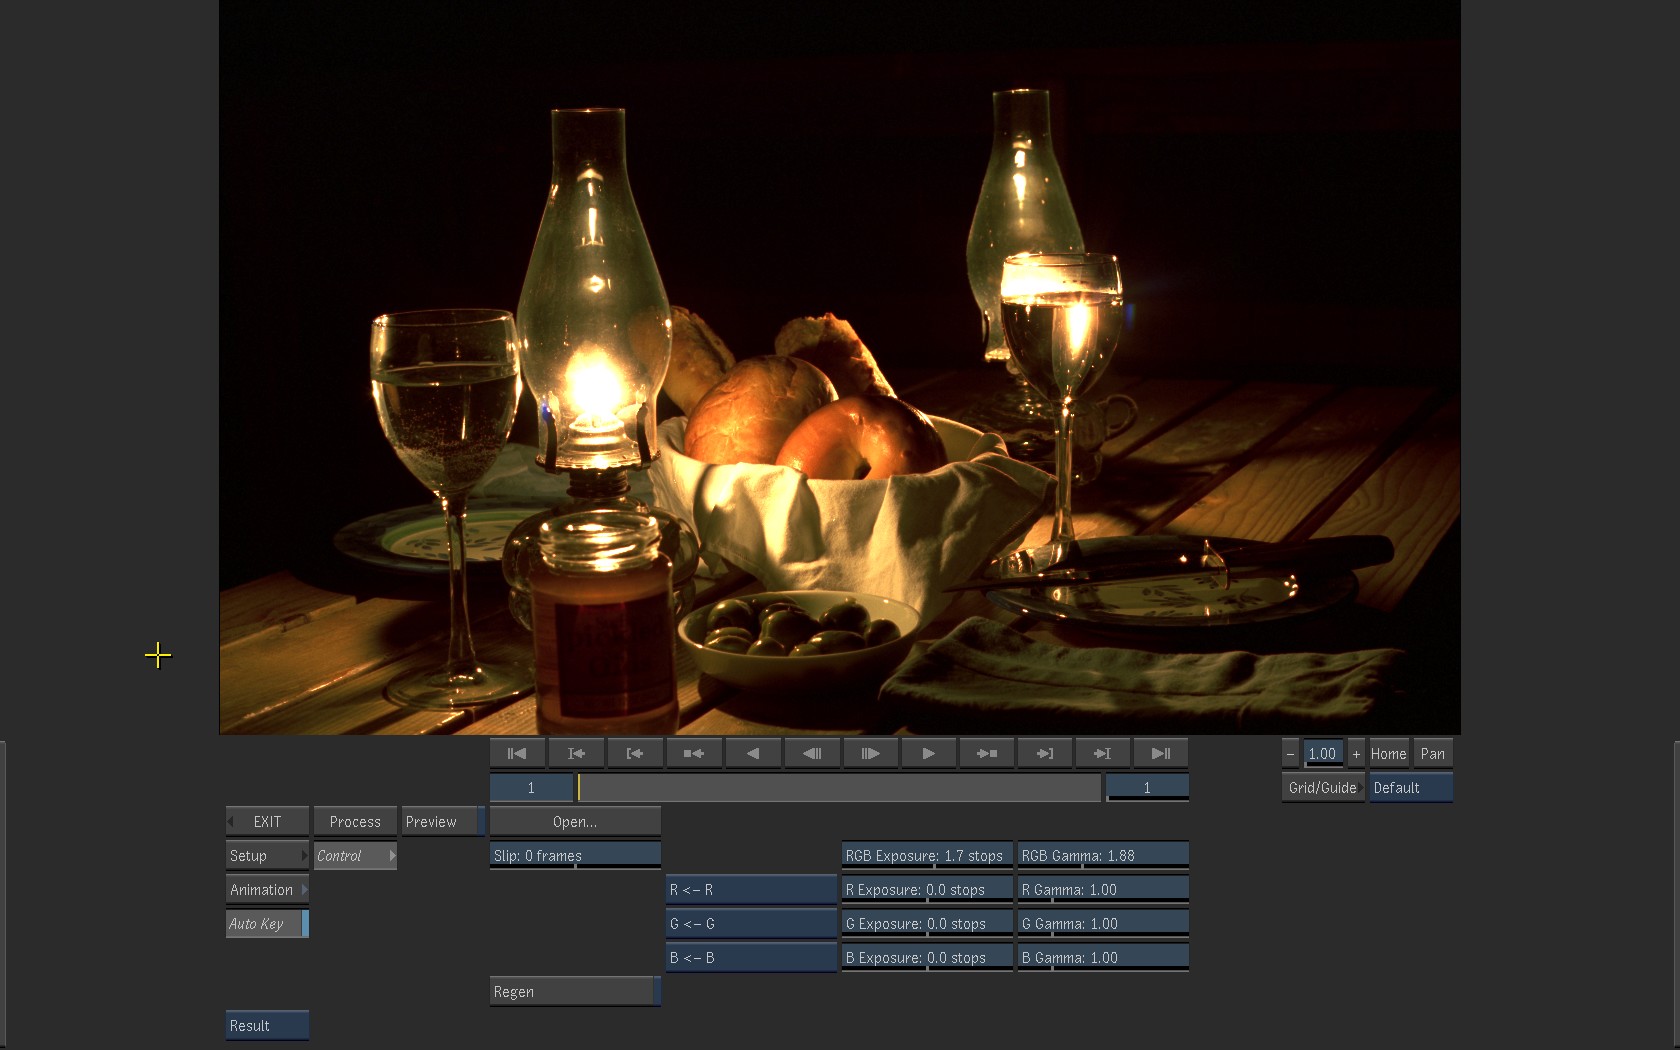 - 1.00 + Home Pan
1 1 Grid/Guide Default
EXIT Process Preview Open...
Setup Control Slip: 0 frames RGB Exposure: 1.7 stops RGB Gamma: 1.88
Animation R <- R R Exposure: 0.0 stops R Gamma: 1.00
Auto Key G <- G G Exposure: 0.0 stops G Gamma: 1.00
B <- B B Exposure: 0.0 stops B Gamma: 1.00
Regen
Result